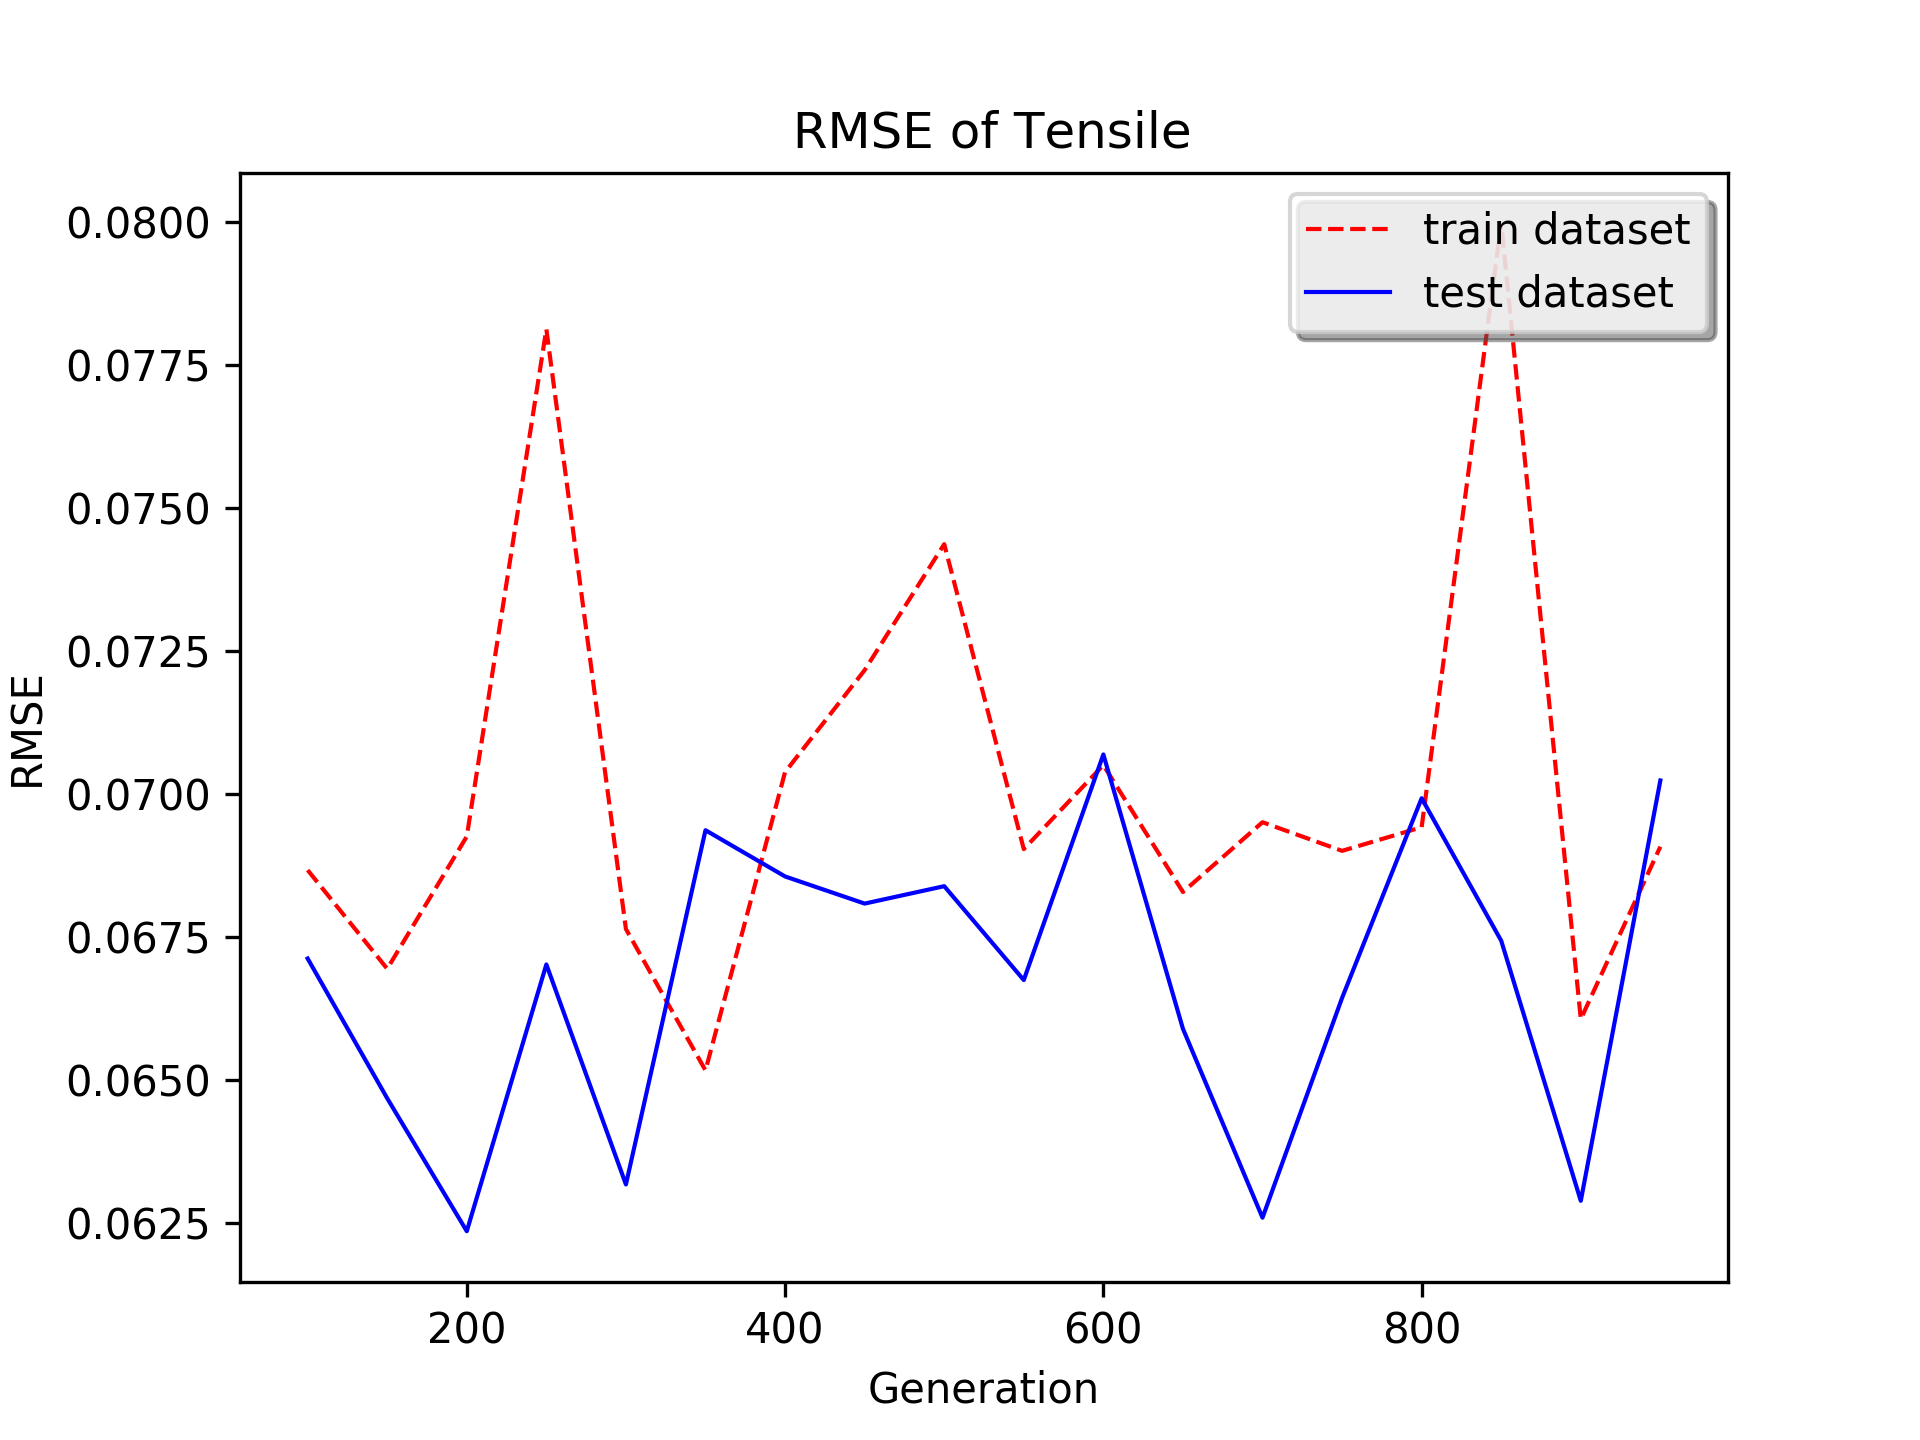 RMSE of Tensile
train dataset
test dataset
0.0800
0.0775
0.0750
0.0725
0.0700
0.0675
0.0650
0.0625
RMSE
200 400 600 800
Generation